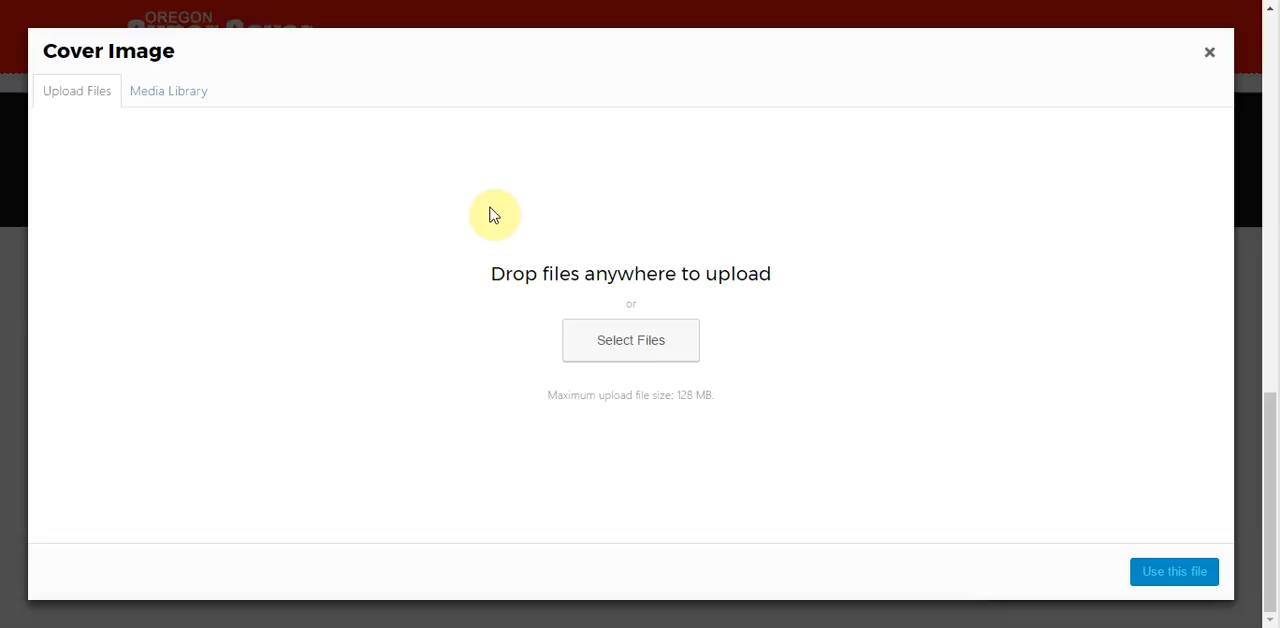 OREGON
Cover Image
Upload Files
Media Library
Drop files anywhere to upload
or
Select Files
Maximum upload file size: 128 MB.
Use this file